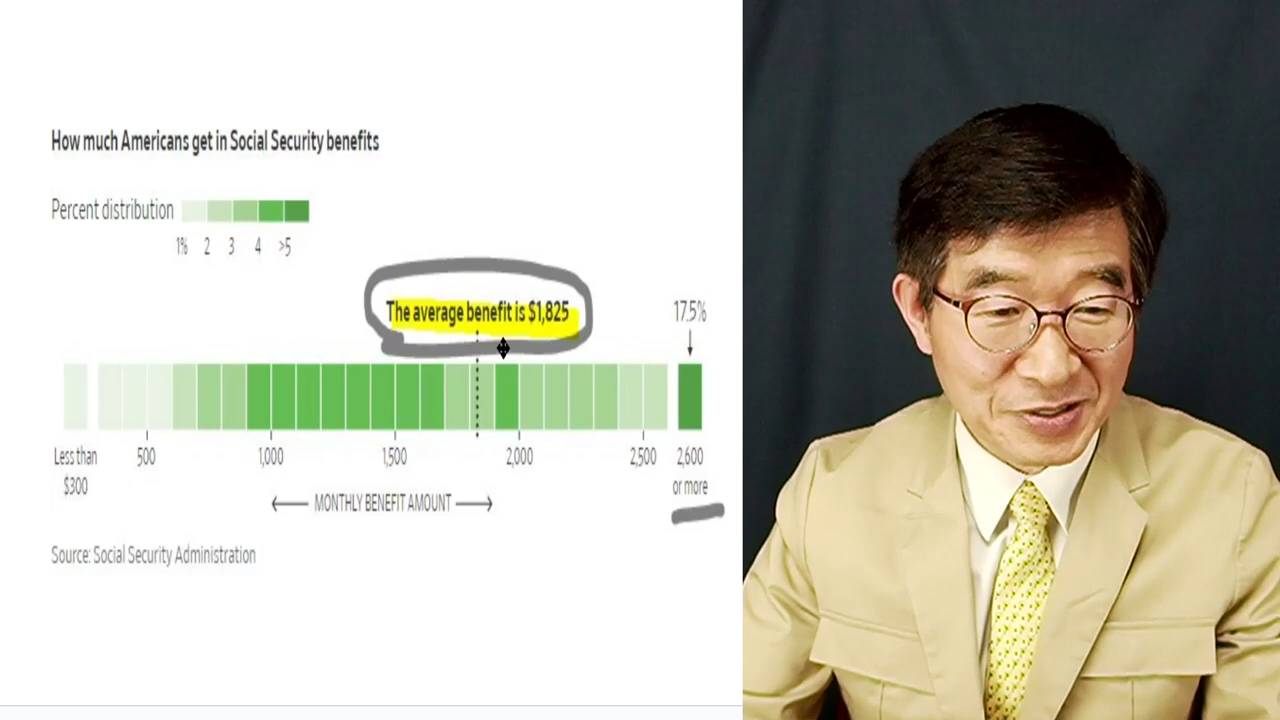 How much Americans get in Social Security benefits
Percent distribution
1% 2 3 4 >5
The average benefit is $1,825
17.5%
Less than $300
500
1,000
1,500
2,000
2,500
2,600 or more
MONTHLY BENEFIT AMOUNT
Source: Social Security Administration